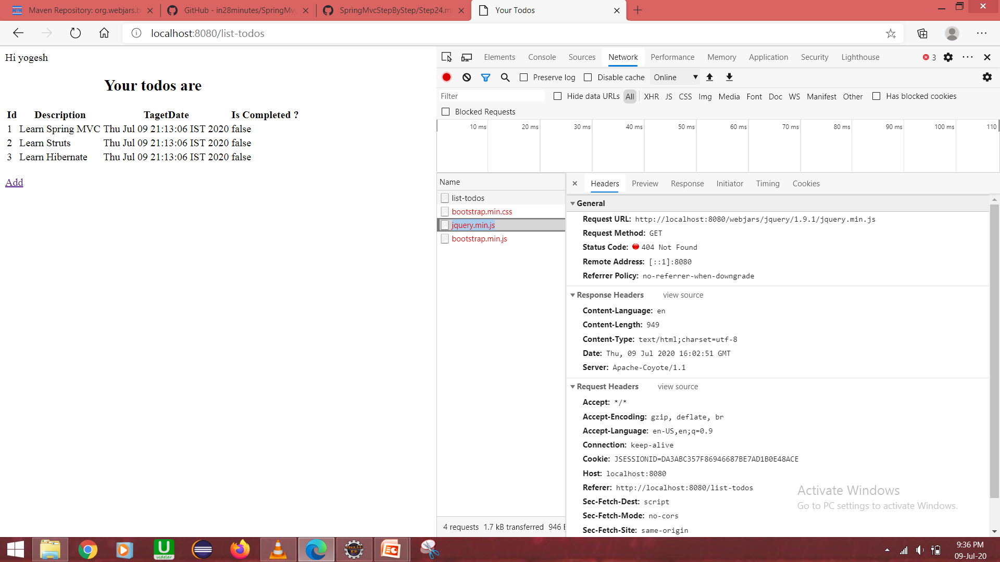 Maven Repository: org.webjars.b
GitHub - in28minutes/SpringMv
SpringMvcStepByStep/Step24.m
Your Todos
localhost:8080/list-todos
Hi yogesh
Your todos are
Id Description TagetDate Is Completed ?
1 Learn Spring MVC Thu Jul 09 21:13:06 IST 2020 false
2 Learn Struts Thu Jul 09 21:13:06 IST 2020 false
3 Learn Hibernate Thu Jul 09 21:13:06 IST 2020 false
Add
Elements Console Sources Network Performance Memory Application Security Lighthouse 3
Preserve log Disable cache Online
Filter Hide data URLs All XHR JS CSS Img Media Font Doc WS Manifest Other Has blocked cookies
Blocked Requests
10 ms 20 ms 30 ms 40 ms 50 ms 60 ms 70 ms 80 ms 90 ms 100 ms 110
Name
list-todos
bootstrap.min.css
jquery.min.js
bootstrap.min.js
4 requests 1.7 kB transferred 946 B
Headers Preview Response Initiator Timing Cookies
General
Request URL: http://localhost:8080/webjars/jquery/1.9.1/jquery.min.js
Request Method: GET
Status Code: 404 Not Found
Remote Address: [::1]:8080
Referrer Policy: no-referrer-when-downgrade
Response Headers view source
Content-Language: en
Content-Length: 949
Content-Type: text/html;charset=utf-8
Date: Thu, 09 Jul 2020 16:02:51 GMT
Server: Apache-Coyote/1.1
Request Headers view source
Accept: */*
Accept-Encoding: gzip, deflate, br
Accept-Language: en-US,en;q=0.9
Connection: keep-alive
Cookie: JSESSIONID=DA3ABC357F86946687BE7AD1B0E48ACE
Host: localhost:8080
Referer: http://localhost:8080/list-todos
Sec-Fetch-Dest: script
Sec-Fetch-Mode: no-cors
Sec-Fetch-Site: same-origin
Activate Windows
Go to PC settings to activate Windows.
U
udeler
Java EE
IDE
P
9:36 PM
09-Jul-20